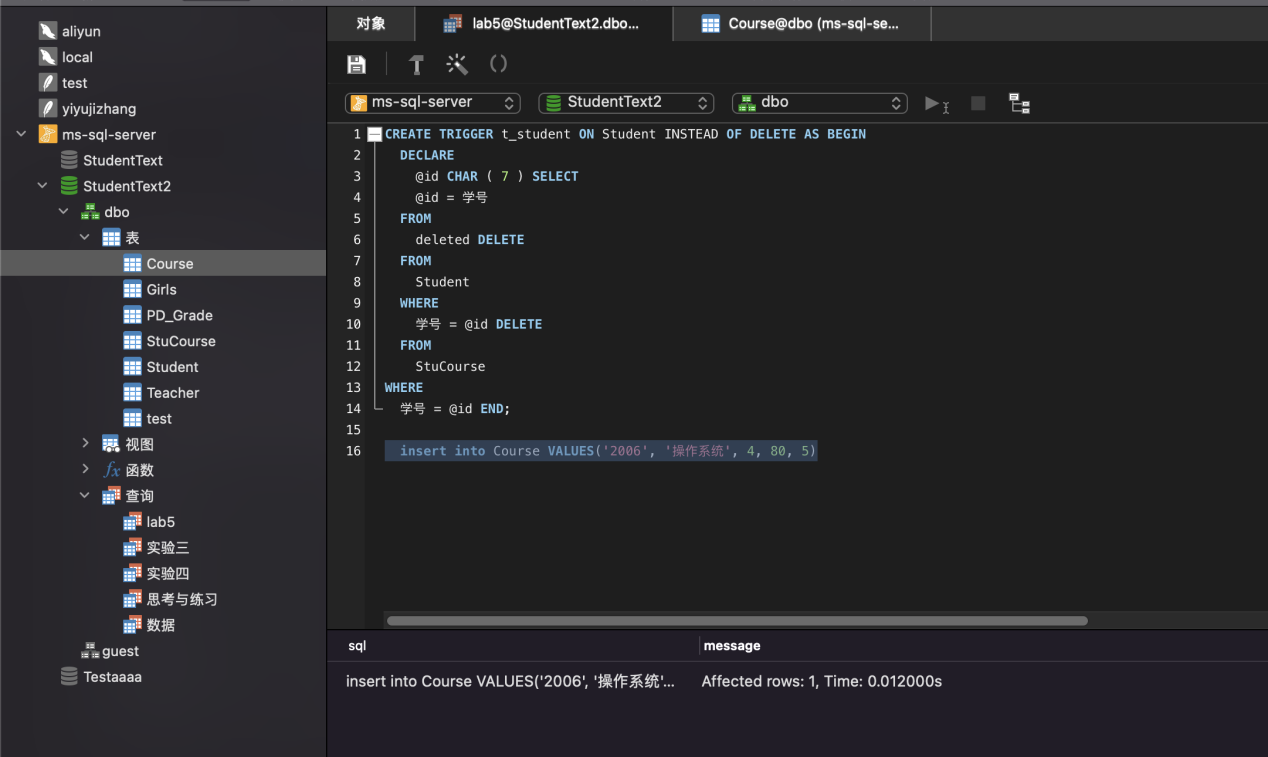 aliyun
local
test
yiyujizhang
ms-sql-server
StudentText
StudentText2
dbo
表
Course
Girls
PD_Grade
StuCourse
Student
Teacher
test
视图
fx 函数
查询
lab5
实验三
实验四
思考与练习
数据
guest
Testaaaa
对象 lab5@StudentText2.dbo... Course@dbo (ms-sql-se...
ms-sql-server StudentText2 dbo
1 CREATE TRIGGER t_student ON Student INSTEAD OF DELETE AS BEGIN
2 DECLARE
3 @id CHAR ( 7 ) SELECT
4 @id = 学号
5 FROM
6 deleted DELETE
7 FROM
8 Student
9 WHERE
10 学号 = @id DELETE
11 FROM
12 StuCourse
13 WHERE
14 学号 = @id END;
15
16 insert into Course VALUES('2006', '操作系统', 4, 80, 5)
sql message
insert into Course VALUES('2006', '操作系统'... Affected rows: 1, Time: 0.012000s